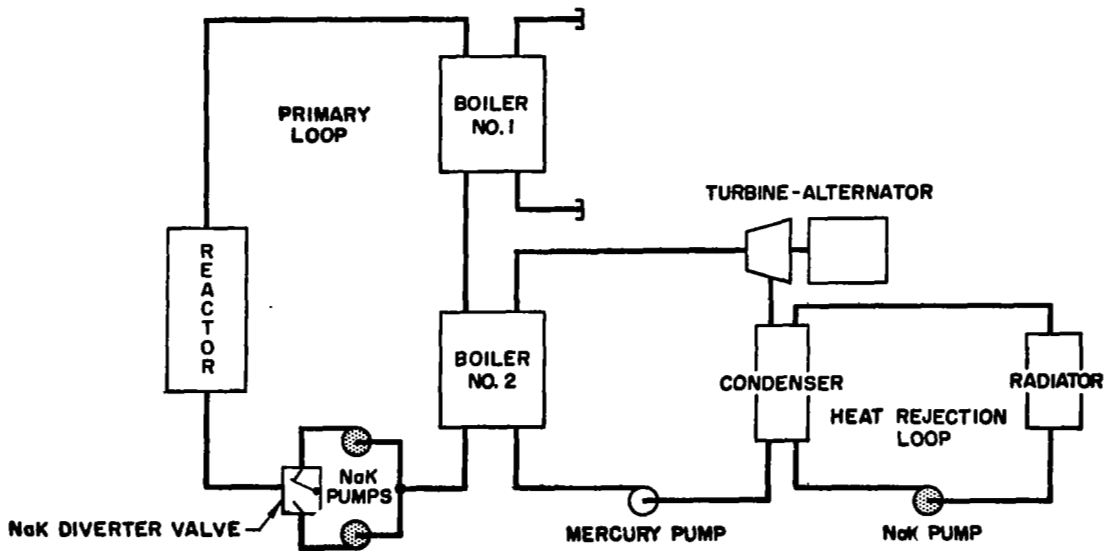 PRIMARY
LOOP
BOILER
NO. 1
TURBINE-ALTERNATOR
REACTOR
BOILER
NO. 2
CONDENSER
RADIATOR
HEAT REJECTION
LOOP
NaK
PUMPS
NaK DIVERTER VALVE
MERCURY PUMP
NaK PUMP